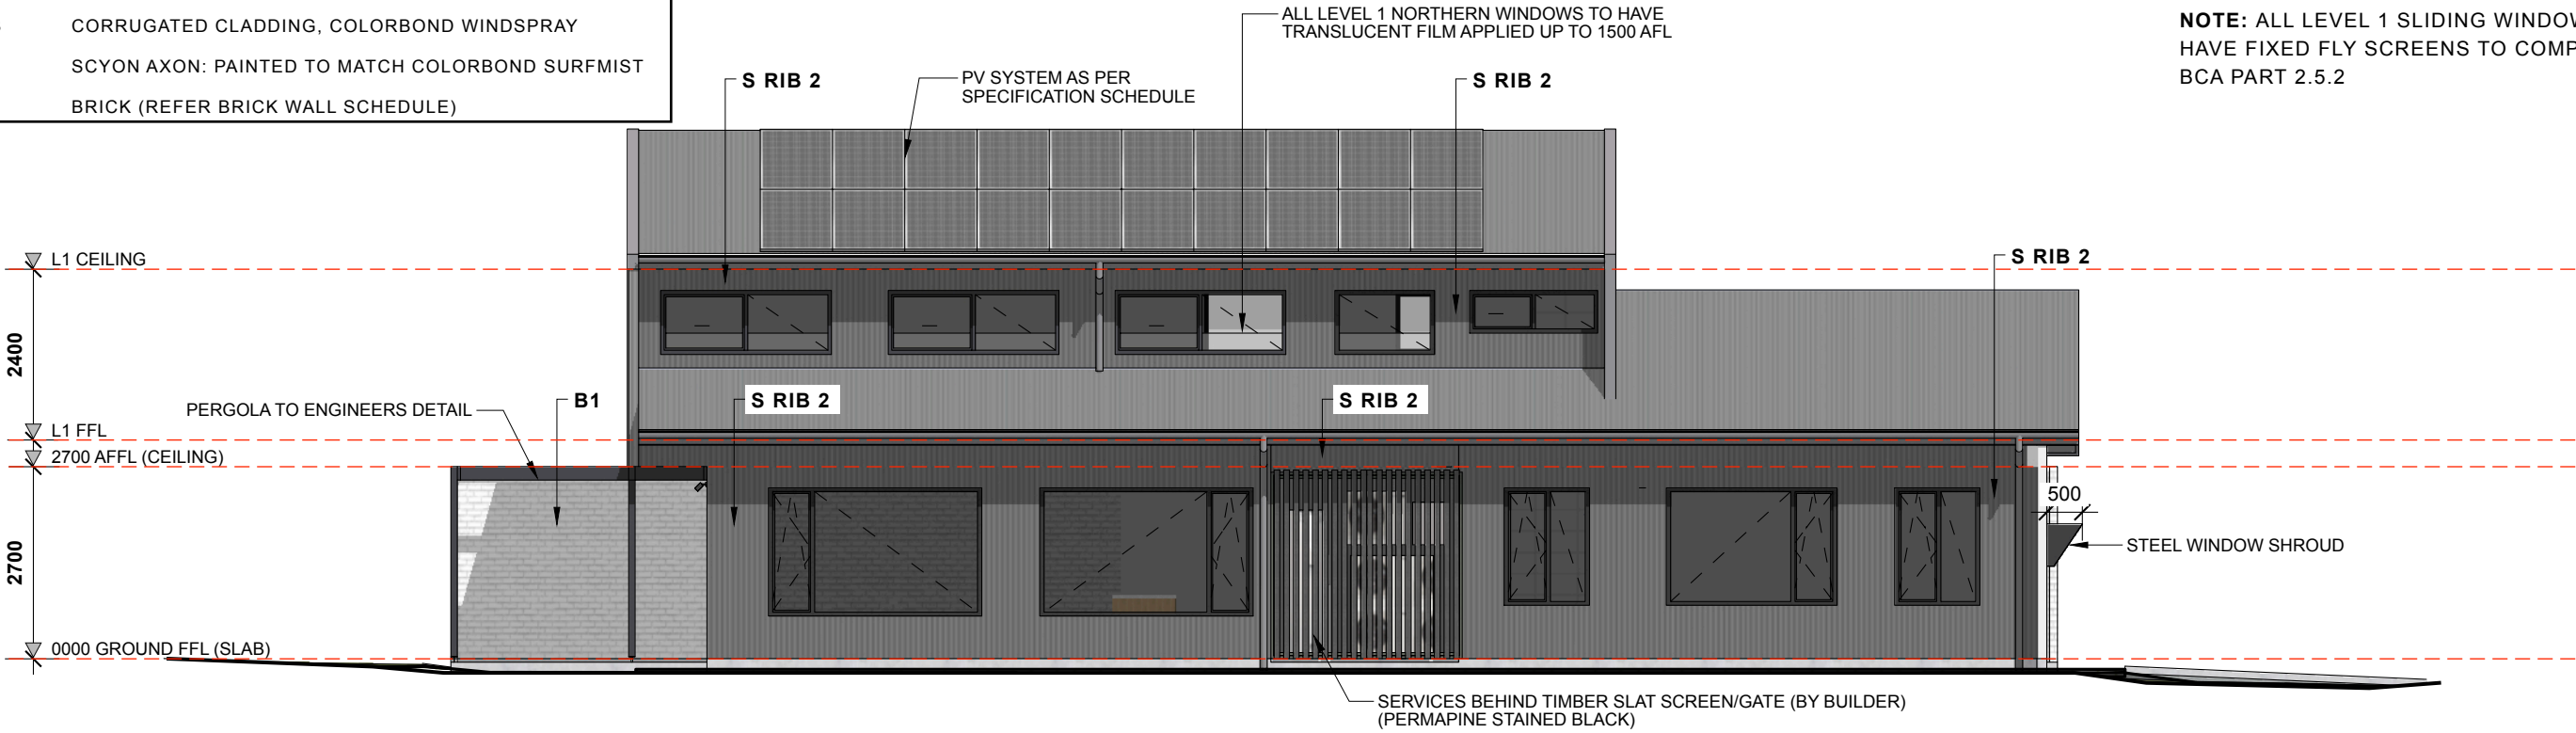 CORRUGATED CLADDING, COLORBOND WINDSPRAY
SCYON AXON: PAINTED TO MATCH COLORBOND SURFMIST
BRICK (REFER BRICK WALL SCHEDULE)
ALL LEVEL 1 NORTHERN WINDOWS TO HAVE
TRANSLUCENT FILM APPLIED UP TO 1500 AFL
NOTE: ALL LEVEL 1 SLIDING WINDOW
HAVE FIXED FLY SCREENS TO COMP
BCA PART 2.5.2
S RIB 2
PV SYSTEM AS PER
SPECIFICATION SCHEDULE
S RIB 2
L1 CEILING
S RIB 2
2400
PERGOLA TO ENGINEERS DETAIL
B1
S RIB 2
S RIB 2
L1 FFL
2700 AFFL (CEILING)
500
STEEL WINDOW SHROUD
2700
0000 GROUND FFL (SLAB)
SERVICES BEHIND TIMBER SLAT SCREEN/GATE (BY BUILDER)
(PERMAPINE STAINED BLACK)